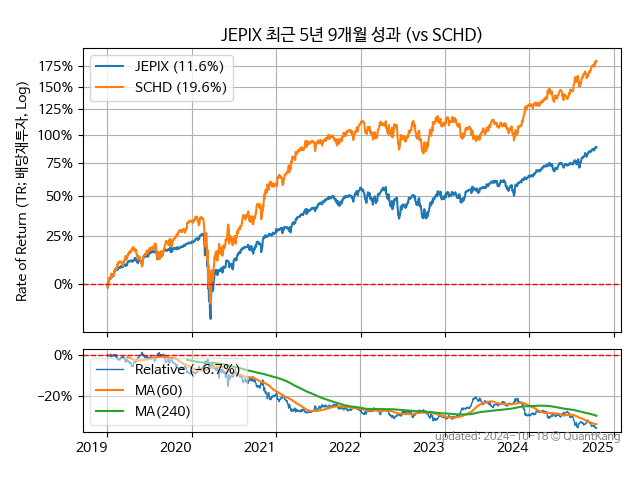 JEPIX 최근 5년 9개월 성과 (vs SCHD)
Rate of Return (TR: 배당재투자, Log)
175%
150%
125%
100%
75%
50%
25%
0%
JEPIX (11.6%)
SCHD (19.6%)
0%
−20%
Relative (−6.7%)
MA(60)
MA(240)
updated: 2024-10-18 © QuantKang
2019 2020 2021 2022 2023 2024 2025